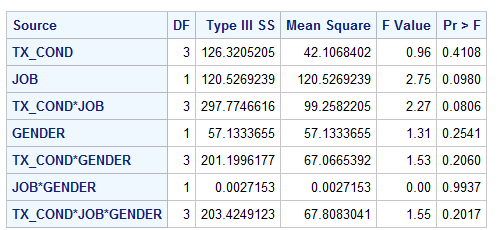 Source DF Type III SS Mean Square F Value Pr > F
TX_COND 3 126.3205205 42.1068402 0.96 0.4108
JOB 1 120.5269239 120.5269239 2.75 0.0980
TX_COND*JOB 3 297.7746616 99.2582205 2.27 0.0806
GENDER 1 57.1333655 57.1333655 1.31 0.2541
TX_COND*GENDER 3 201.1996177 67.0665392 1.53 0.2060
JOB*GENDER 1 0.0027153 0.0027153 0.00 0.9937
TX_COND*JOB*GENDER 3 203.4249123 67.8083041 1.55 0.2017